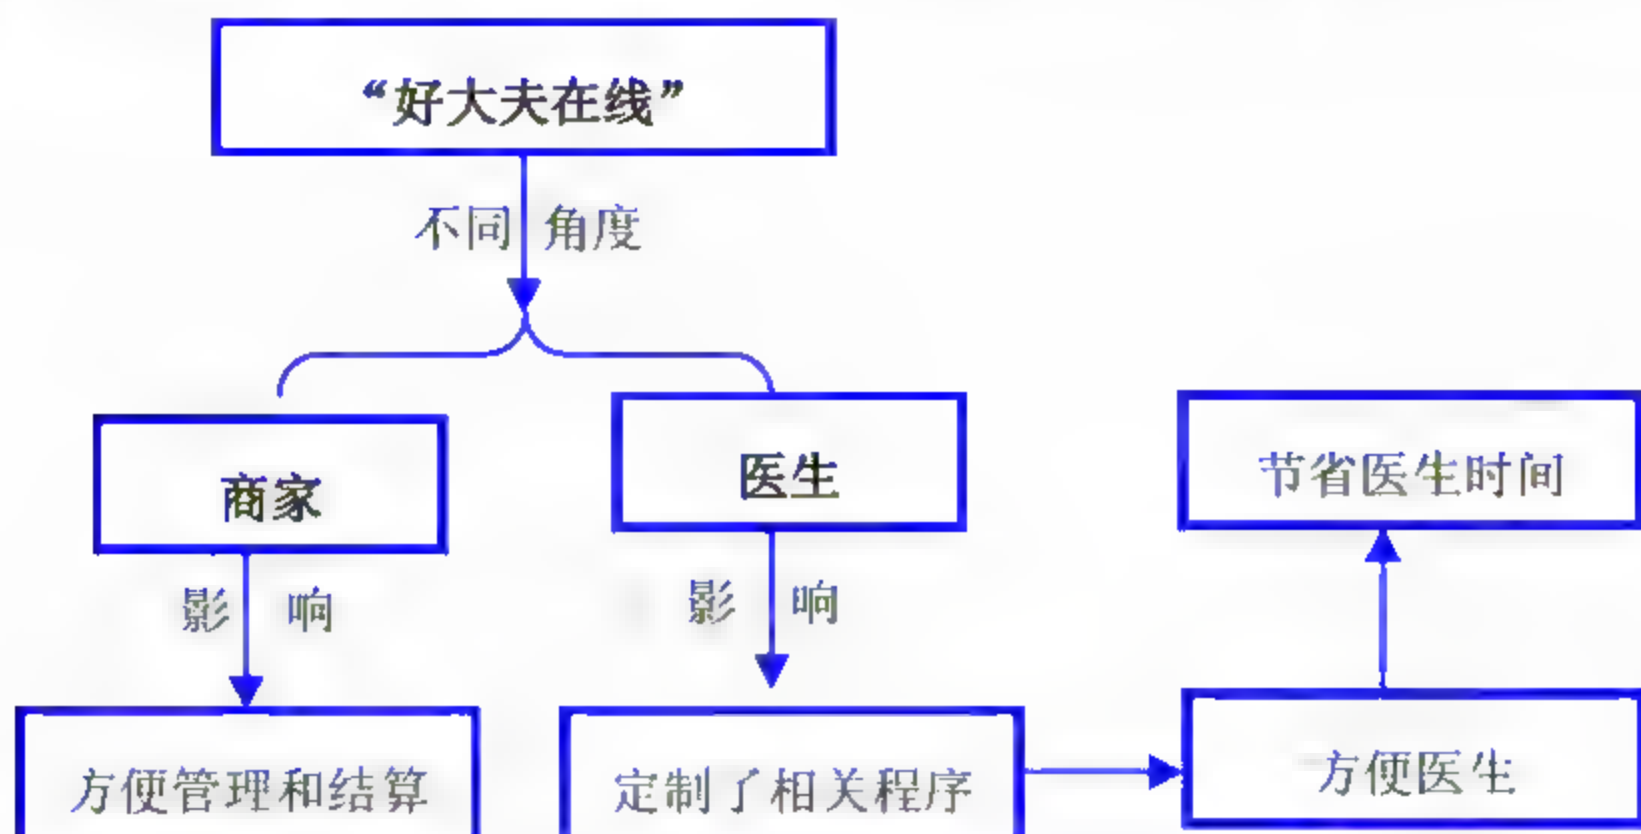 “好大夫在线”
不同 角度
商家
医生
节省医生时间
影 响
影 响
方便管理和结算
定制了相关程序
方便医生